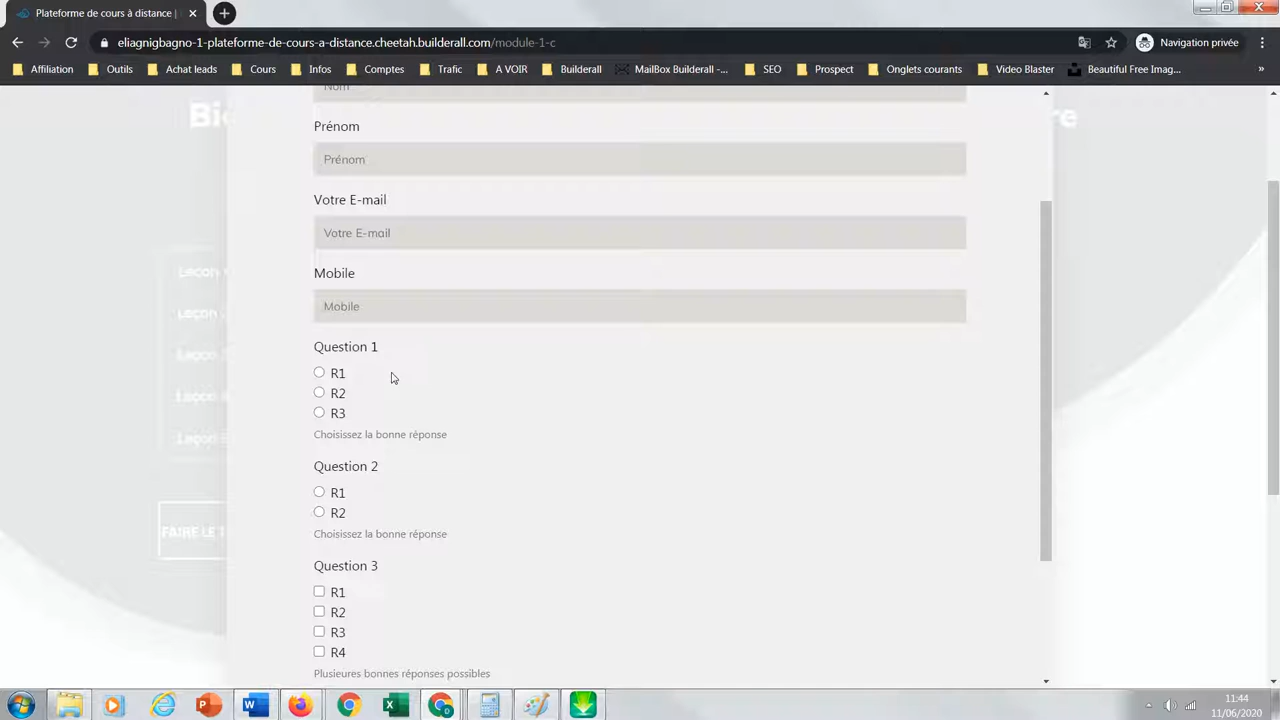 Plateforme de cours à distance |
eliagnigbagno-1-plateforme-de-cours-a-distance.cheetah.builderall.com/module-1-c
Navigation privée
Affiliation
Outils
Achat leads
Cours
Infos
Comptes
Trafic
A VOIR
Builderall
MailBox Builderall -...
SEO
Prospect
Onglets courants
Video Blaster
Beautiful Free Imag...
»
Nom
Prénom
Prénom
Votre E-mail
Votre E-mail
Mobile
Mobile
Question 1
R1
R2
R3
Choisissez la bonne réponse
Question 2
R1
R2
Choisissez la bonne réponse
Question 3
R1
R2
R3
R4
Plusieures bonnes réponses possibles
FAIRE LE
11:44
11/06/2020